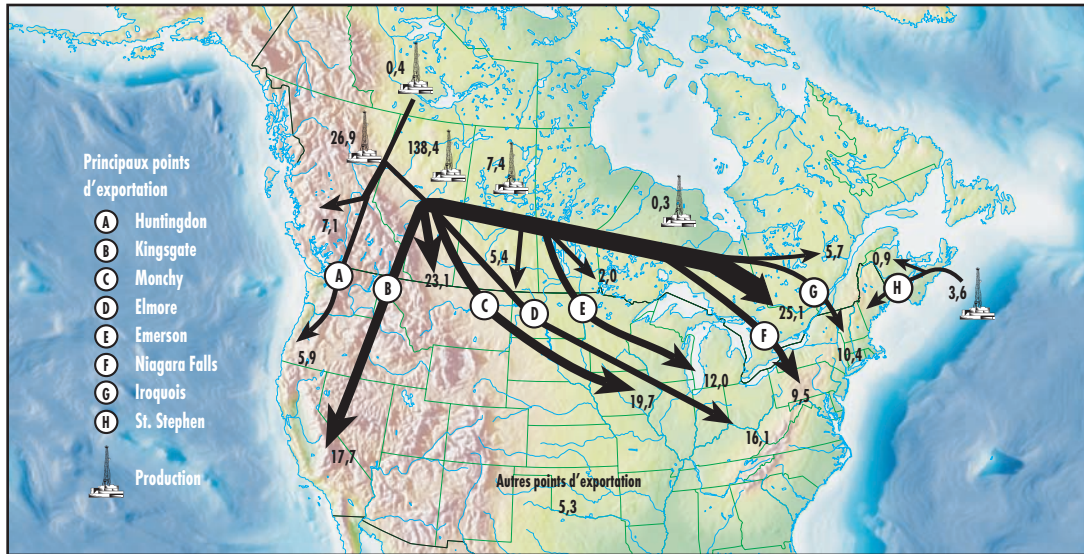 Principaux points
d'exportation
A Huntingdon
B Kingsgate
C Monchy
D Elmore
E Emerson
F Niagara Falls
G Iroquois
H St. Stephen
Production
0,4
26,9
138,4
7,4
0,3
7,1
A
B
23,1
5,4
2,0
5,7
0,9
H
3,6
C
D
E
25,1
G
F
5,9
10,4
12,0
9,5
19,7
16,1
17,7
Autres points d'exportation
5,3